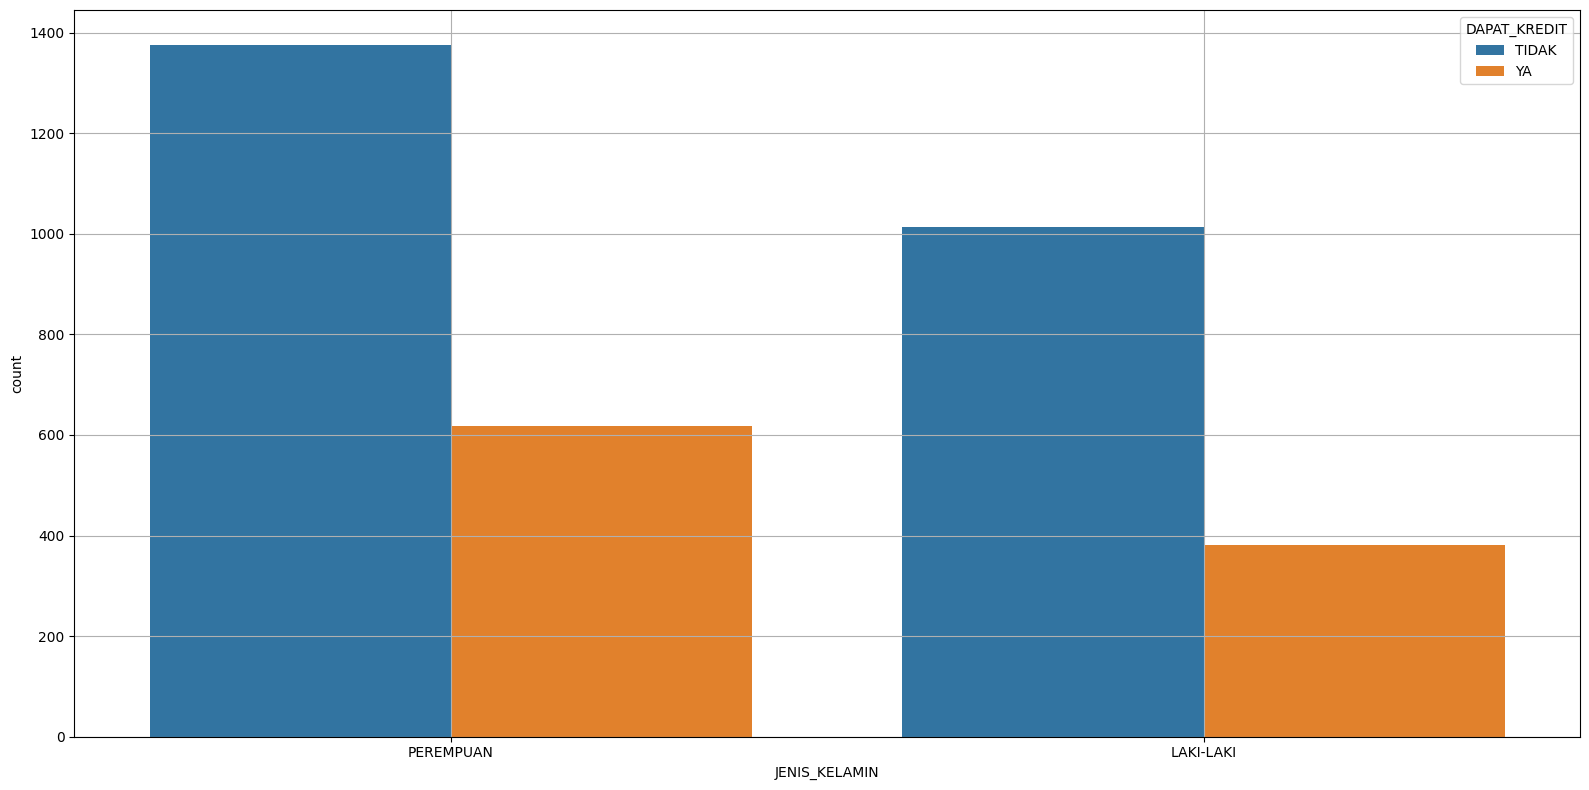 DAPAT_KREDIT
TIDAK
YA
1400
1200
1000
800
600
400
200
0
count
PEREMPUAN
LAKI-LAKI
JENIS_KELAMIN